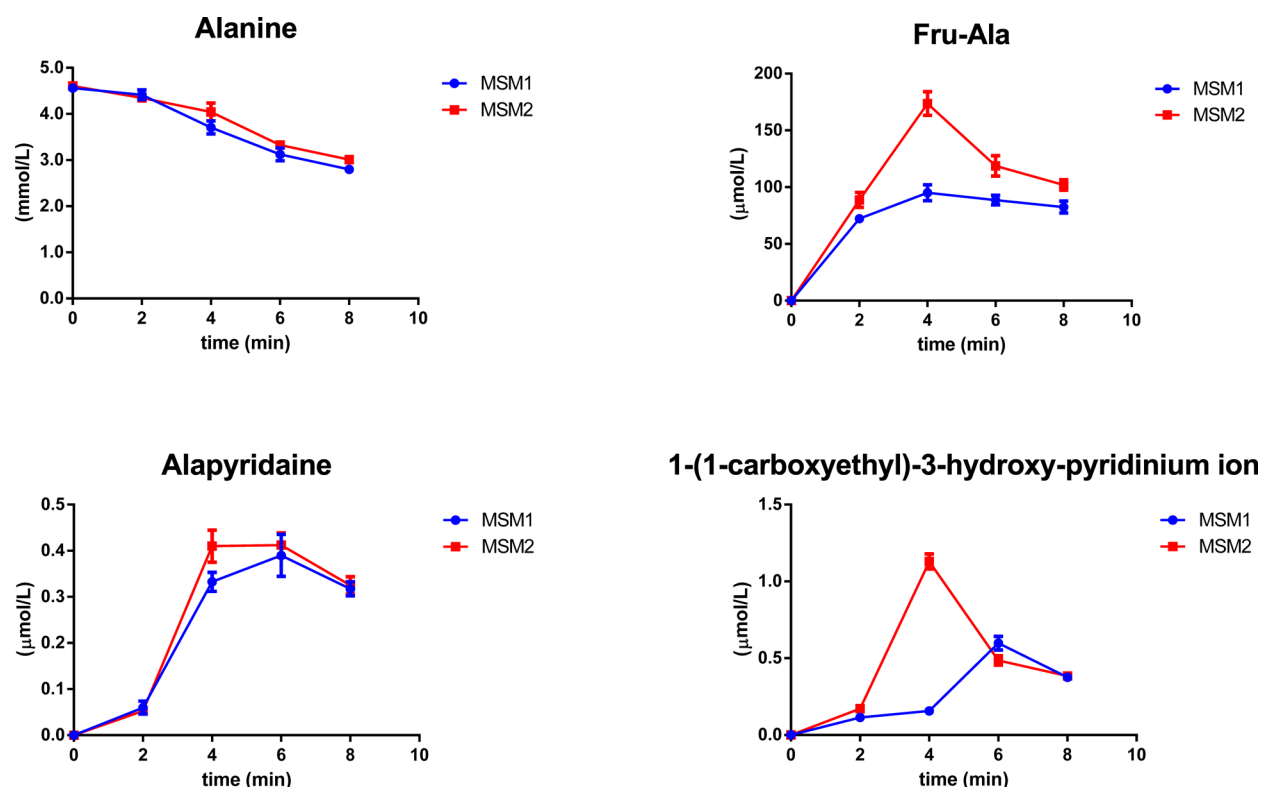 Alanine
5.0
4.0
3.0
2.0
1.0
0.0
(mmol/L)
0 2 4 6 8 10
time (min)
MSM1
MSM2
Fru-Ala
200
150
100
50
0
(μmol/L)
0 2 4 6 8 10
time (min)
MSM1
MSM2
Alapyridaine
0.5
0.4
0.3
0.2
0.1
0.0
(μmol/L)
0 2 4 6 8 10
time (min)
MSM1
MSM2
1-(1-carboxyethyl)-3-hydroxy-pyridinium ion
1.5
1.0
0.5
0.0
(μmol/L)
0 2 4 6 8 10
time (min)
MSM1
MSM2